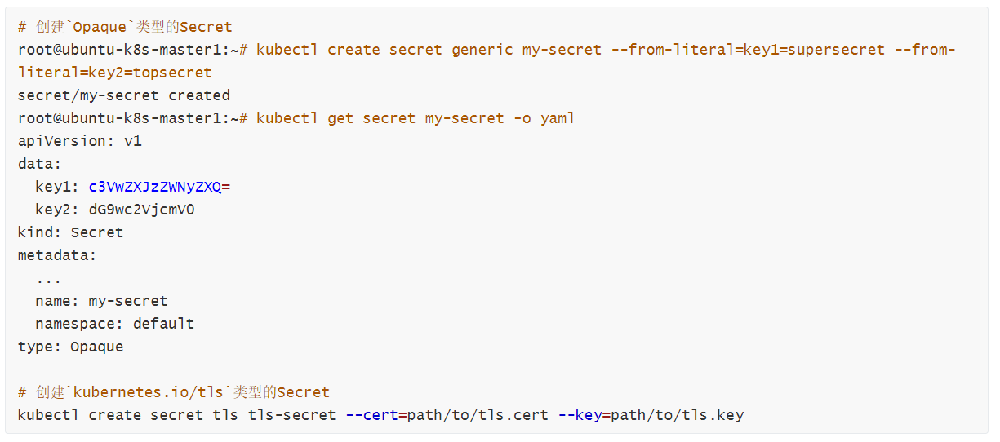 # 创建`Opaque`类型的Secret
root@ubuntu-k8s-master1:~# kubectl create secret generic my-secret --from-literal=key1=supersecret --from-
literal=key2=topsecret
secret/my-secret created
root@ubuntu-k8s-master1:~# kubectl get secret my-secret -o yaml
apiVersion: v1
data:
  key1: c3VwZXJzZWNyZXQ=
  key2: dG9wc2VjcmV0
kind: Secret
metadata:
  ...
  name: my-secret
  namespace: default
type: Opaque
# 创建`kubernetes.io/tls`类型的Secret
kubectl create secret tls tls-secret --cert=path/to/tls.cert --key=path/to/tls.key